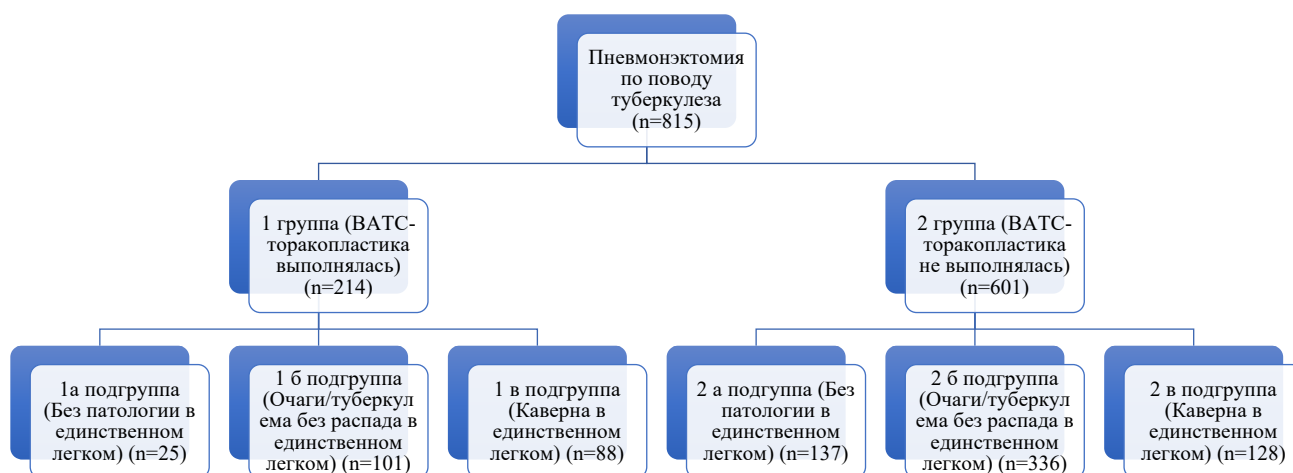 Пневмонэктомия
по поводу
туберкулеза
(n=815)
1 группа (ВАТС-
торакопластика
выполнялась)
(n=214)
2 группа (ВАТС-
торакопластика
не выполнялась)
(n=601)
1а подгруппа
(Без патологии в
единственном
легком) (n=25)
1 б подгруппа
(Очаги/туберкул
ема без распада в
единственном
легком) (n=101)
1 в подгруппа
(Каверна в
единственном
легком) (n=88)
2 а подгуппа (Без
патологии в
единственном
легком) (n=137)
2 б подгруппа
(Очаги/туберкул
ема без распада в
единственном
легком) (n=336)
2 в подгруппа
(Каверна в
единственном
легком) (n=128)